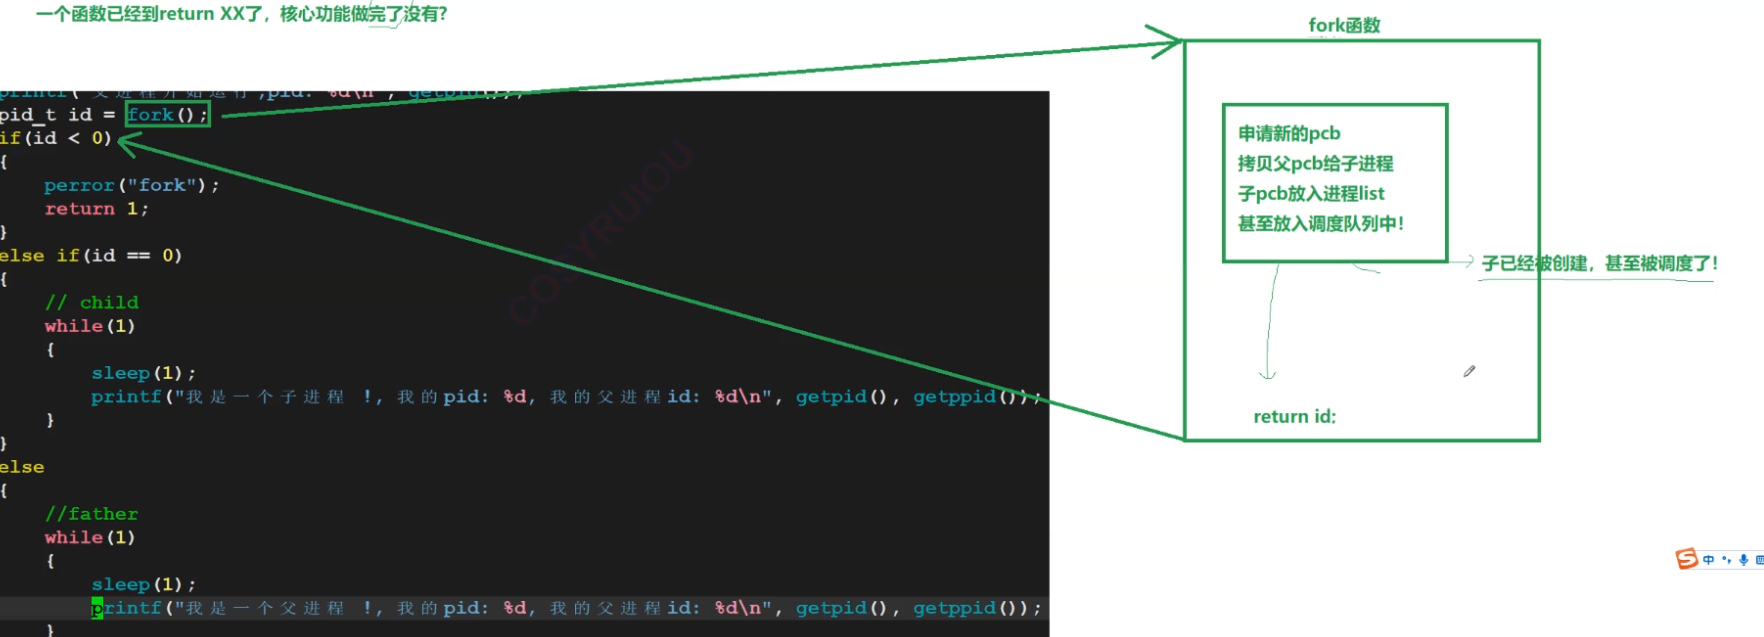 一个函数已经到return XX了，核心功能做完了没有?
fork函数
printf("父进程开始运行,pid: %d\n", getpid());
pid_t id = fork();
if(id < 0)
{
    perror("fork");
    return 1;
}
else if(id == 0)
{
    // child
    while(1)
    {
        sleep(1);
        printf("我是一个子进程 !, 我的pid: %d, 我的父进程id: %d\n", getpid(), getppid());
    }
}
else
{
    //father
    while(1)
    {
        sleep(1);
        printf("我是一个父进程 !, 我的pid: %d, 我的父进程id: %d\n", getpid(), getppid());
    }
申请新的pcb
拷贝父pcb给子进程
子pcb放入进程list
甚至放入调度队列中!
子已经被创建，甚至被调度了!
return id;
COSYRUIOU
S 中